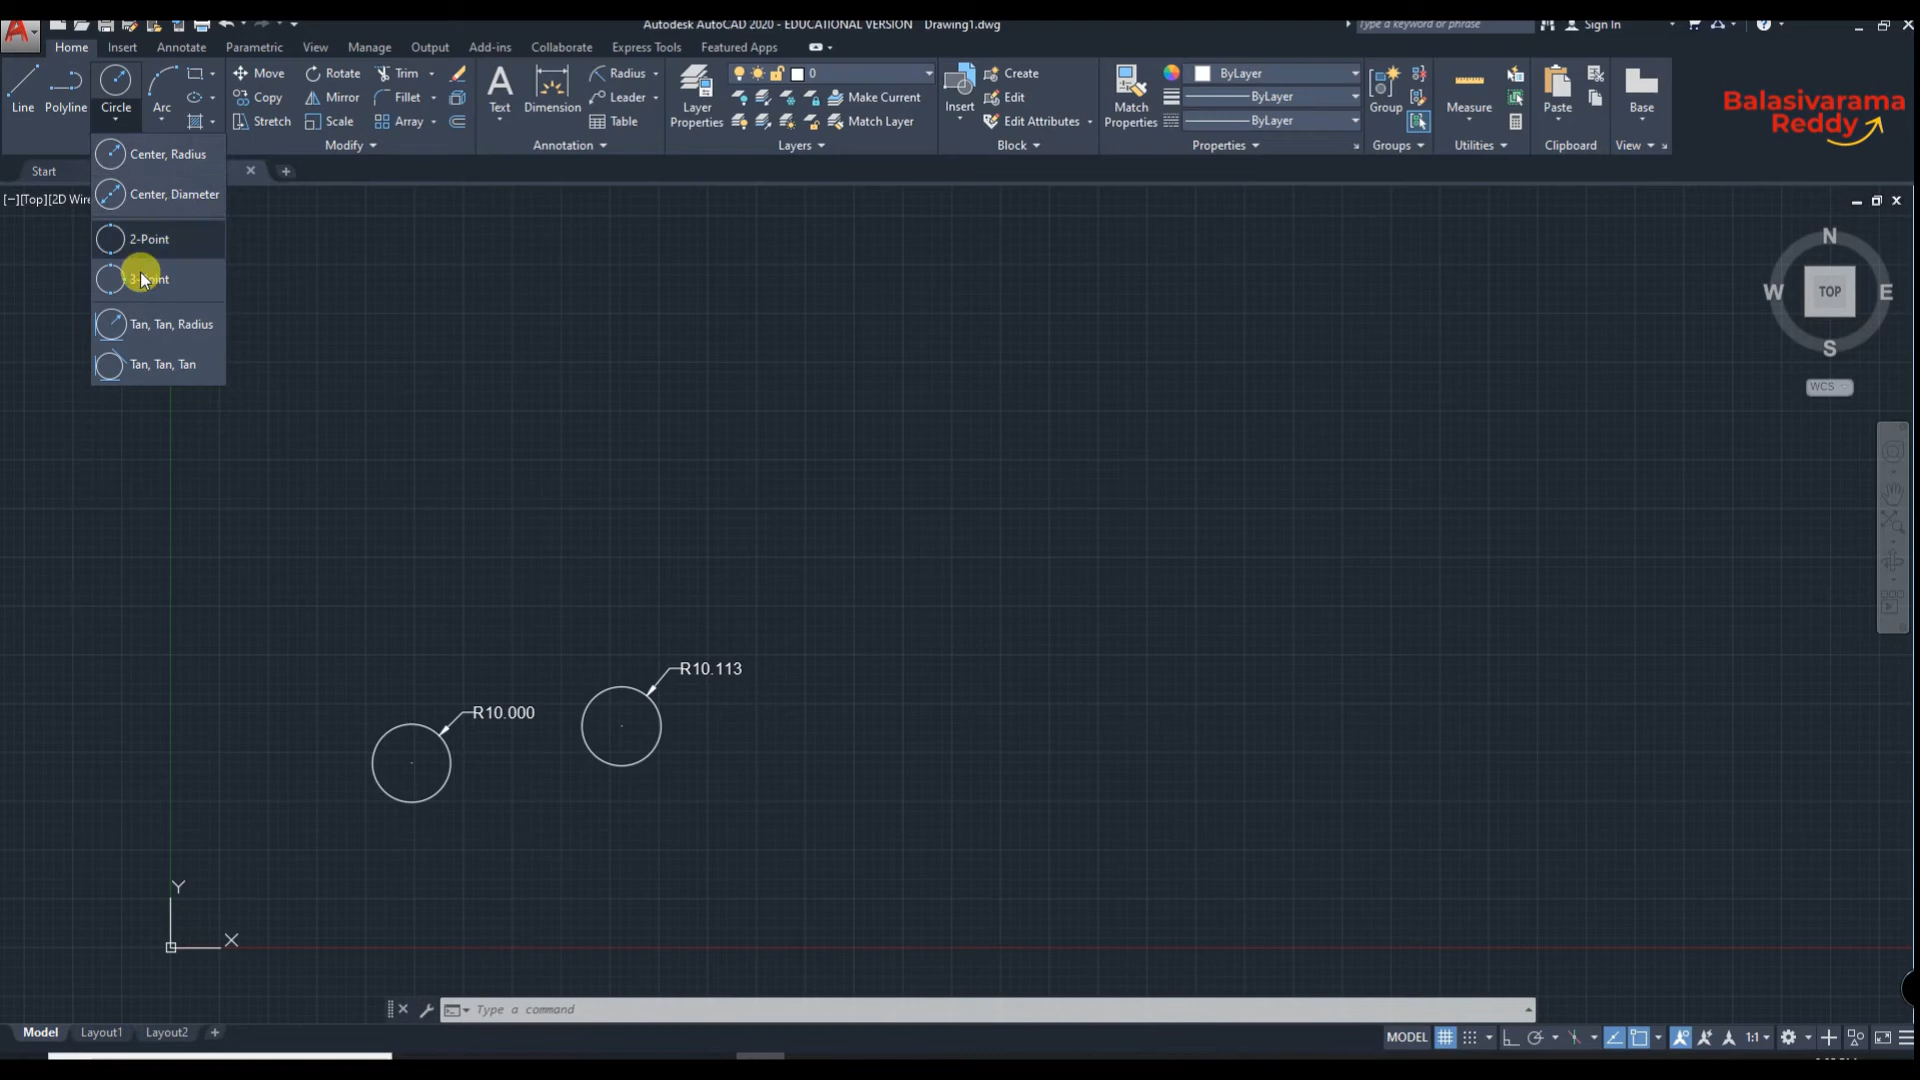 Autodesk AutoCAD 2020 - EDUCATIONAL VERSION Drawing1.dwg
Type a keyword or phrase
Sign In
Home Insert Annotate Parametric View Manage Output Add-ins Collaborate Express Tools Featured Apps
Line Polyline Circle Arc
Move Rotate Trim
Copy Mirror Fillet
Stretch Scale Array
Modify
Text Dimension
Radius
Leader
Table
Annotation
Layer Properties
0
Make Current
Match Layer
Layers
Insert
Create
Edit
Edit Attributes
Block
Match Properties
ByLayer
ByLayer
ByLayer
Properties
Group
Groups
Measure
Utilities
Paste
Clipboard
Base
View
Balasivarama
Reddy
Center, Radius
Center, Diameter
2-Point
Tan, Tan, Radius
Tan, Tan, Tan
Start
[−][Top][2D Wire
N
W TOP E
S
WCS
R10.113
R10.000
Y
X
Type a command
Model Layout1 Layout2
MODEL
1:1